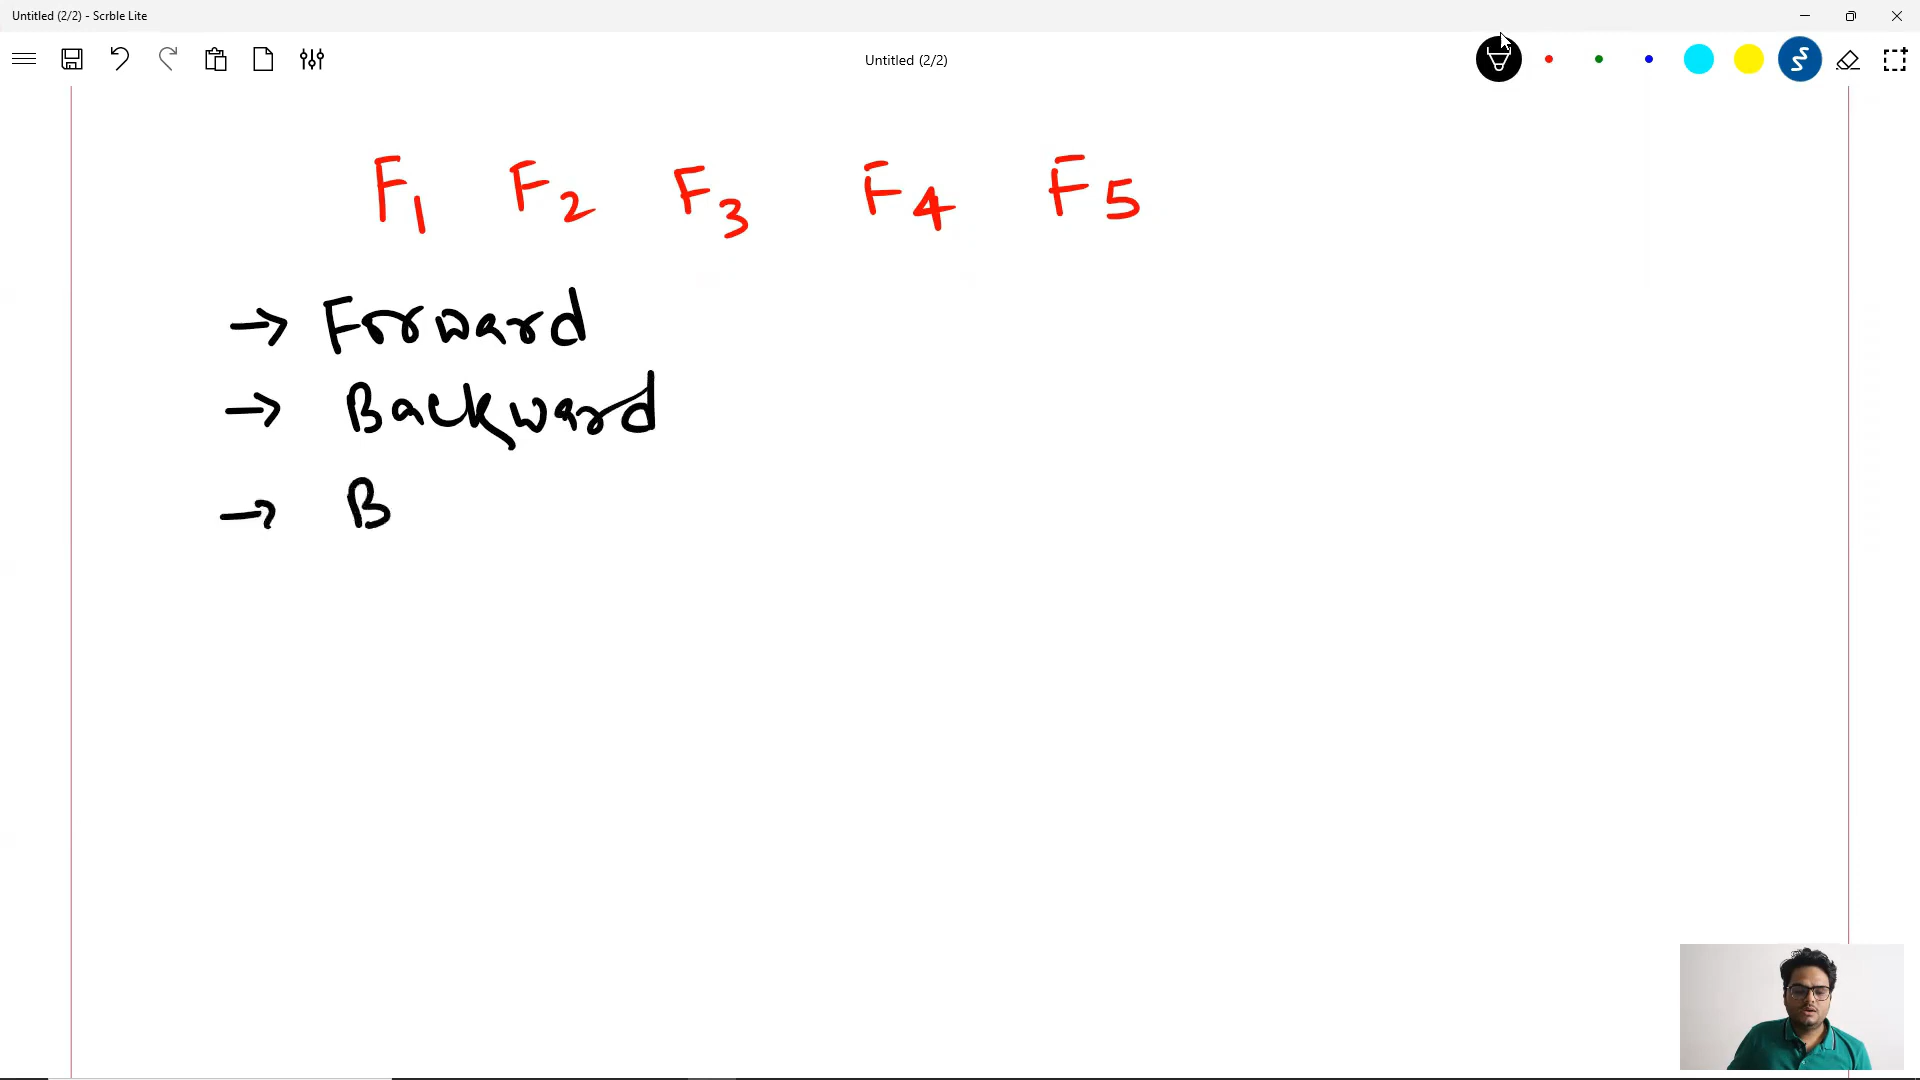 Untitled (2/2) - Scrble Lite
Untitled (2/2)
F1 F2 F3 F4 F5
→ Forward
→ Backward
→ B